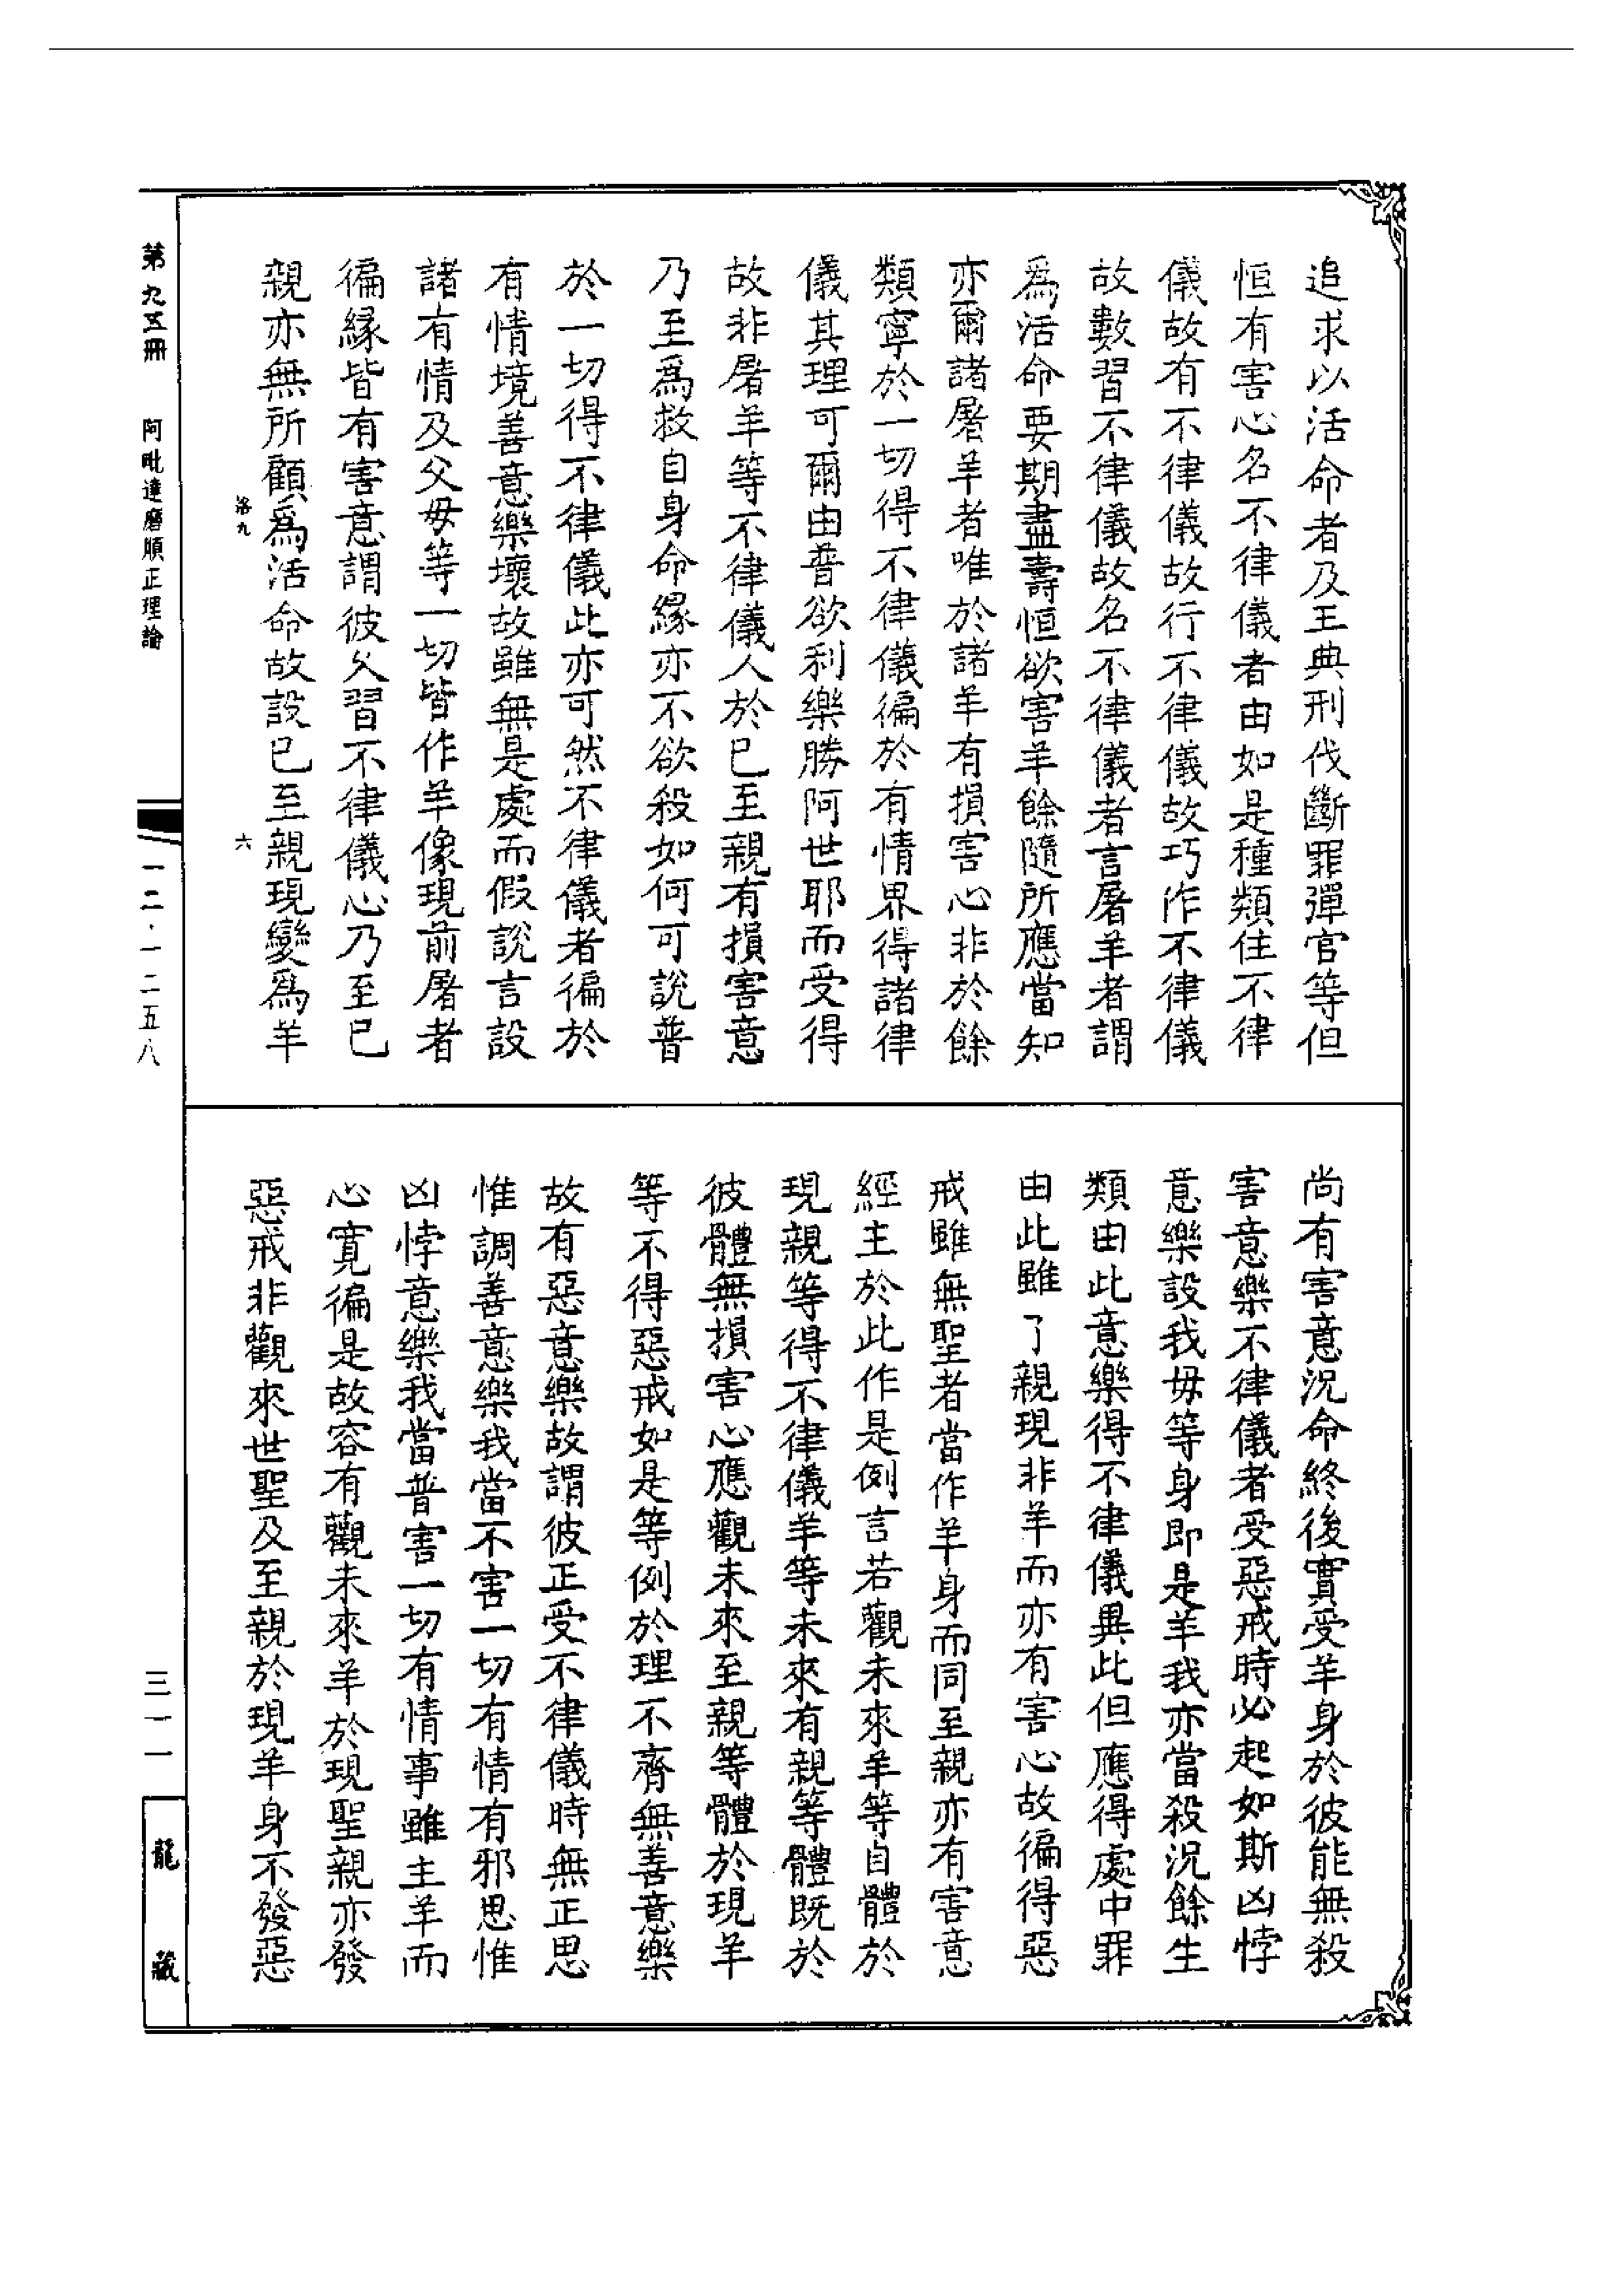 追求以活命者及王典刑伐斷罪彈官等但
恒有害心名不律儀者由如是種類住不律
儀故有不律儀故行不律儀故巧作不律儀
故數習不律儀故名不律儀者言屠羊者謂
為活命要期盡壽恒欲害羊餘隨所應當知
亦爾諸屠羊者唯於諸羊有損害心非於餘
類寧於一切得不律儀徧於有情界得諸律
儀其理可爾由普欲利樂勝阿世耶而受得
故非屠羊等不律儀人於已至親有損害意
乃至為救自身命緣亦不欲殺如何可說普
於一切得不律儀此亦可然不律儀者徧於
有情境善意樂壞故雖無是處而假說言設
諸有情及父毋等一切皆作羊像現前屠者
徧緣皆有害意謂彼久習不律儀心乃至已
親亦無所顧為活命故設已至親現變為羊
尚有害意況命終後實受羊身於彼能無殺
害意樂不律儀者受惡戒時必起如斯凶悖
意樂設我毋等身即是羊我亦當殺況餘生
類由此意樂得不律儀異此但應得處中罪
由此雖了親現非羊而亦有害心故徧得惡
戒雖無聖者當作羊身而同至親亦有害意
經主於此作是例言若觀未來羊等自體於
現親等得不律儀羊等未來有親等體既於
彼體無損害心應觀未來至親等體於現羊
等不得惡戒如是等例於理不齊無善意樂
故有惡意樂故謂彼正受不律儀時無正思
惟調善意樂我當不害一切有情有邪思惟
凶悖意樂我當普害一切有情事雖主羊而
心寬徧是故容有觀未來羊於現聖親亦發
惡戒非觀來世聖及至親於現羊身不發惡
第九五冊 阿毗達磨順正理論
洛九 六
一二·一二五八
三一一
龍藏